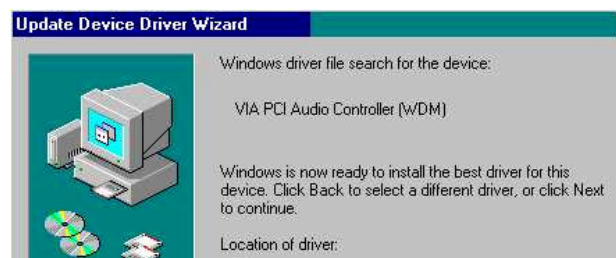 Update Device Driver Wizard
Windows driver file search for the device:
VIA PCI Audio Controller (WDM)
Windows is now ready to install the best driver for this
device. Click Back to select a different driver, or click Next
to continue.
Location of driver: